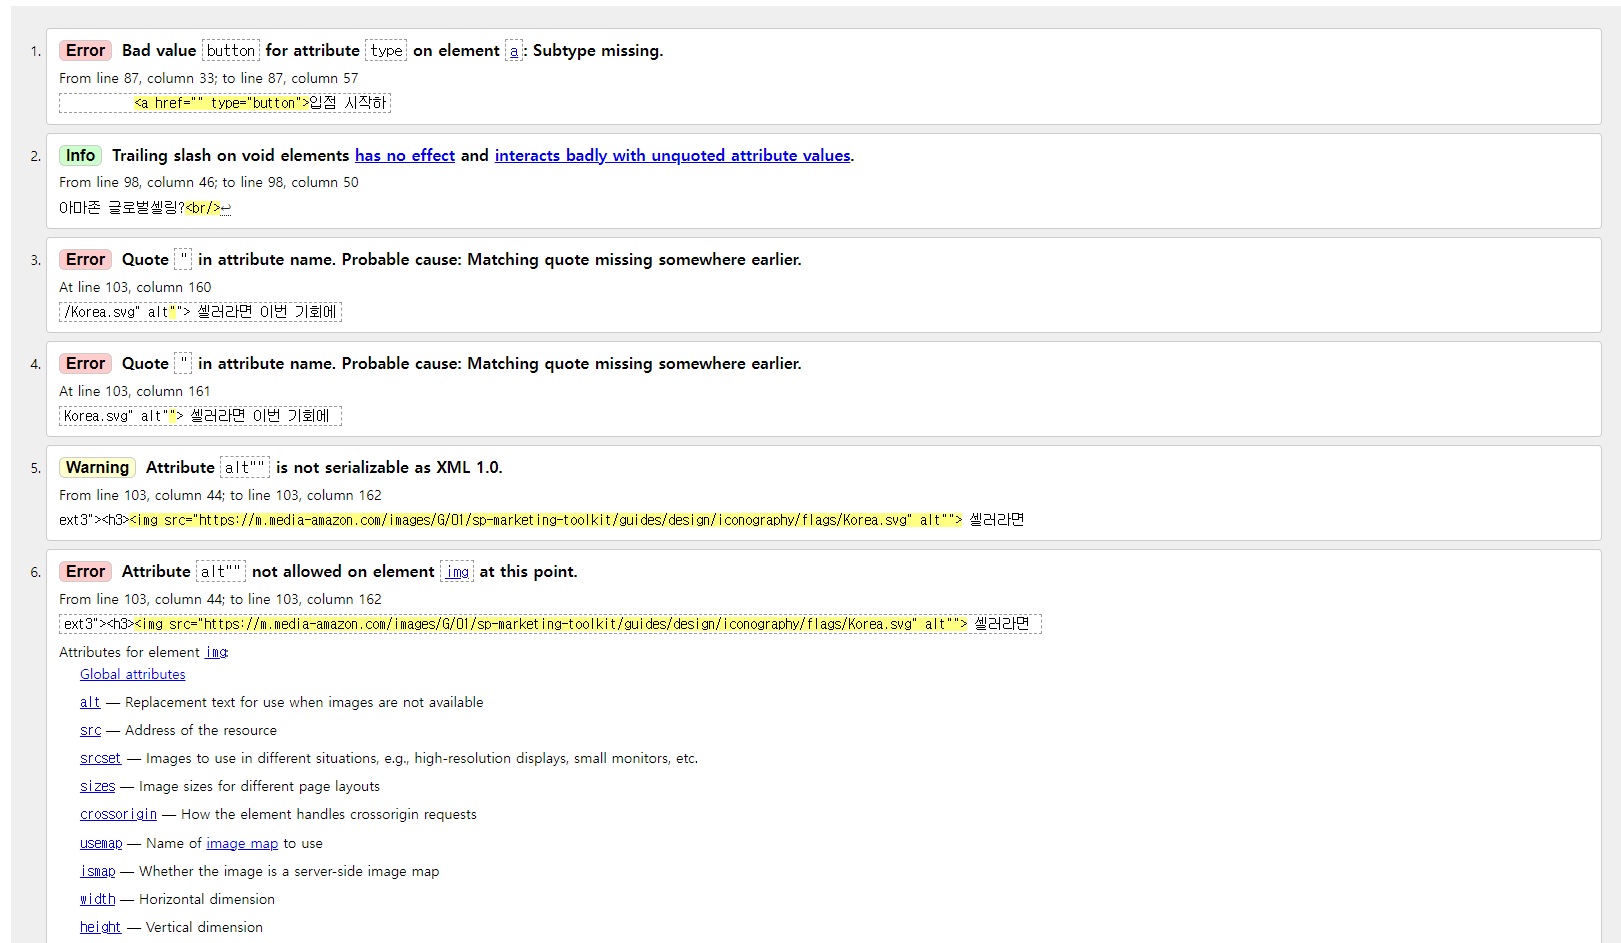 1. Error Bad value button for attribute type on element a: Subtype missing.
From line 87, column 33; to line 87, column 57
<a href="" type="button">입점 시작하
2. Info Trailing slash on void elements has no effect and interacts badly with unquoted attribute values.
From line 98, column 46; to line 98, column 50
아마존 글로벌셀링?<br/>↩
3. Error Quote " in attribute name. Probable cause: Matching quote missing somewhere earlier.
At line 103, column 160
/Korea.svg" alt""> 셀러라면 이번 기회에
4. Error Quote " in attribute name. Probable cause: Matching quote missing somewhere earlier.
At line 103, column 161
Korea.svg" alt""> 셀러라면 이번 기회에
5. Warning Attribute alt"" is not serializable as XML 1.0.
From line 103, column 44; to line 103, column 162
ext3"><h3><img src="https://m.media-amazon.com/images/G/01/sp-marketing-toolkit/guides/design/iconography/flags/Korea.svg" alt""> 셀러라면
6. Error Attribute alt"" not allowed on element img at this point.
From line 103, column 44; to line 103, column 162
ext3"><h3><img src="https://m.media-amazon.com/images/G/01/sp-marketing-toolkit/guides/design/iconography/flags/Korea.svg" alt""> 셀러라면
Attributes for element img:
Global attributes
alt — Replacement text for use when images are not available
src — Address of the resource
srcset — Images to use in different situations, e.g., high-resolution displays, small monitors, etc.
sizes — Image sizes for different page layouts
crossorigin — How the element handles crossorigin requests
usemap — Name of image map to use
ismap — Whether the image is a server-side image map
width — Horizontal dimension
height — Vertical dimension